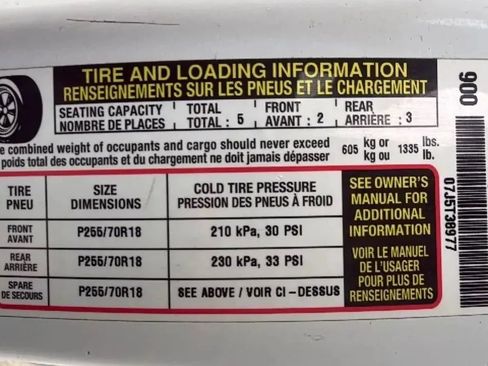 TIRE AND LOADING INFORMATION
RENSEIGNEMENTS SUR LES PNEUS ET LE CHARGEMENT
SEATING CAPACITY TOTAL FRONT REAR
NOMBRE DE PLACES TOTAL : 5 AVANT : 2 ARRIÈRE : 3
combined weight of occupants and cargo should never exceed 605 kg or 1335 lbs.
poids total des occupants et du chargement ne doit jamais dépasser kg ou lb.
TIRE SIZE COLD TIRE PRESSURE
PNEU DIMENSIONS PRESSION DES PNEUS À FROID
FRONT
AVANT P255/70R18 210 kPa, 30 PSI
REAR
ARRIÈRE P255/70R18 230 kPa, 33 PSI
SPARE
DE SECOURS P255/70R18 SEE ABOVE / VOIR CI-DESSUS
SEE OWNER'S
MANUAL FOR
ADDITIONAL
INFORMATION
VOIR LE MANUEL
DE L'USAGER
POUR PLUS DE
RENSEIGNEMENTS
900